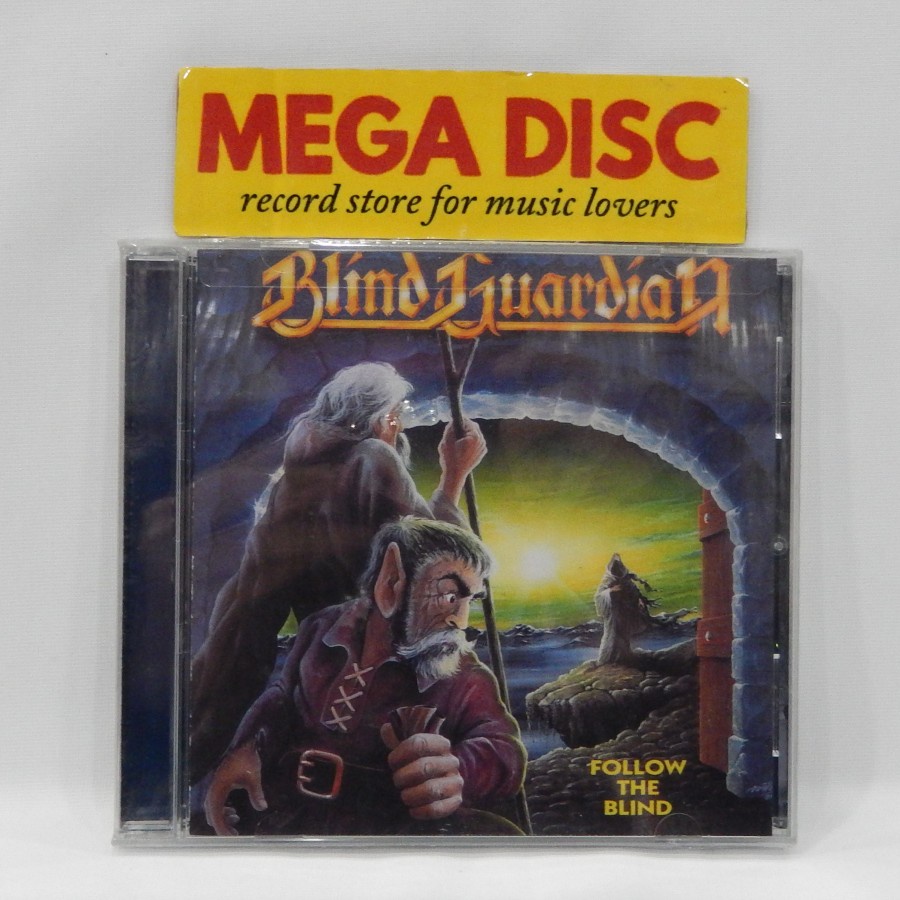 MEGA DISC
record store for music lovers
Blind Guardian
FOLLOW
THE
BLIND